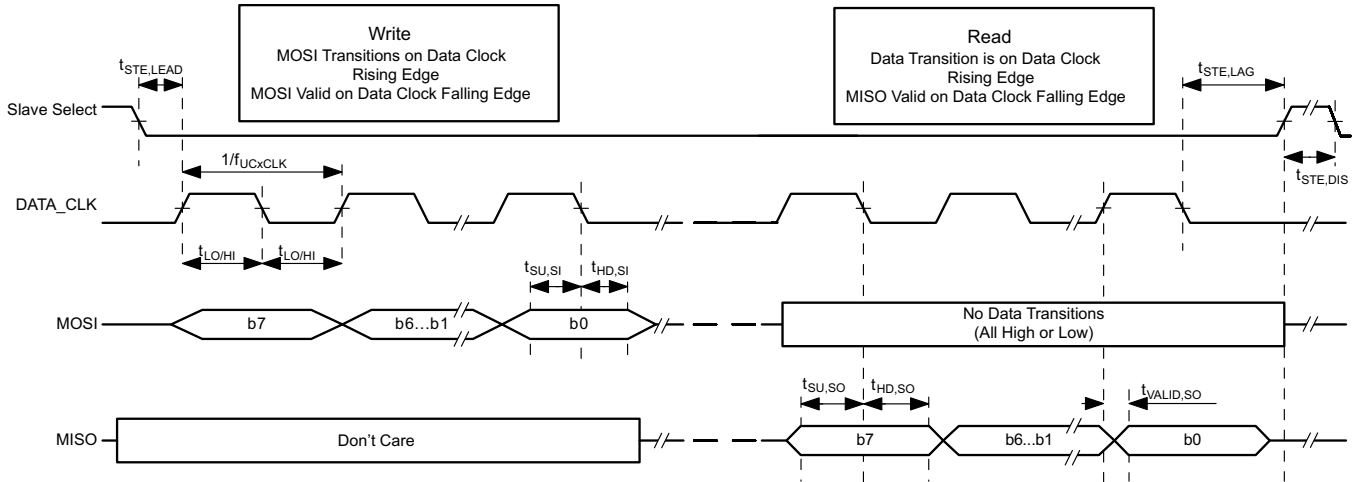 Write
MOSI Transitions on Data Clock
Rising Edge
MOSI Valid on Data Clock Falling Edge
Read
Data Transition is on Data Clock
Rising Edge
MISO Valid on Data Clock Falling Edge
tSTE,LEAD
tSTE,LAG
Slave Select
1/fUCxCLK
tSTE,DIS
DATA_CLK
tLO/HI
tLO/HI
tSU,SI
tHD,SI
MOSI
b7
b6...b1
b0
No Data Transitions
(All High or Low)
tSU,SO
tHD,SO
tVALID,SO
MISO
Don't Care
b7
b6...b1
b0